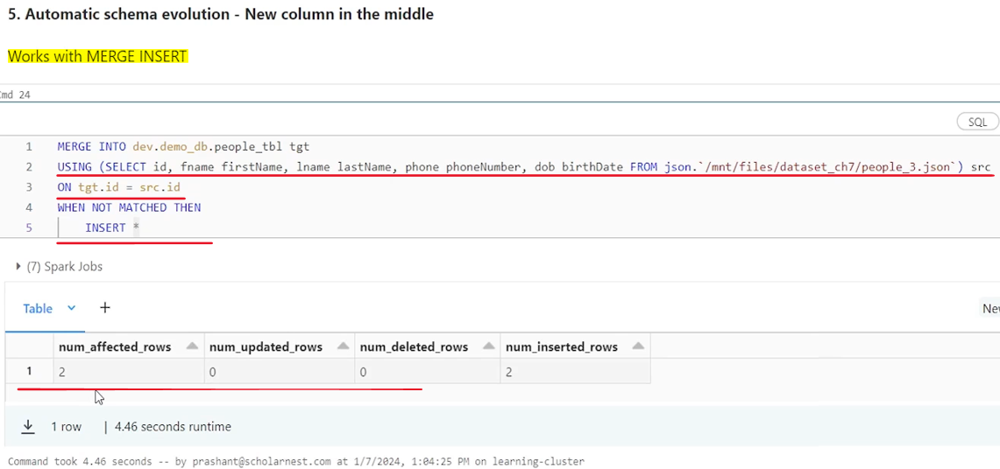 5. Automatic schema evolution - New column in the middle
Works with MERGE INSERT
Cmd 24
SQL
1 MERGE INTO dev.demo_db.people_tbl tgt
2 USING (SELECT id, fname firstName, lname lastName, phone phoneNumber, dob birthDate FROM json.`/mnt/files/dataset_ch7/people_3.json`) src
3 ON tgt.id = src.id
4 WHEN NOT MATCHED THEN
5 INSERT *
(7) Spark Jobs
Table +
New
num_affected_rows num_updated_rows num_deleted_rows num_inserted_rows
1 2 0 0 2
1 row | 4.46 seconds runtime
Command took 4.46 seconds -- by prashant@scholarnest.com at 1/7/2024, 1:04:25 PM on learning-cluster